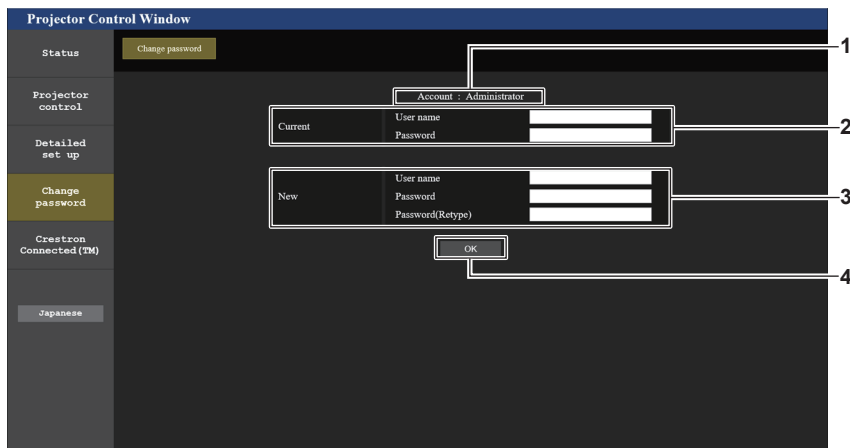 Projector Control Window
Status
Change password
1
Projector
control
Account : Administrator
Current
User name
Password
2
Detailed
set up
Change
password
New
User name
Password
Password(Retype)
3
Crestron
Connected(TM)
OK
4
Japanese